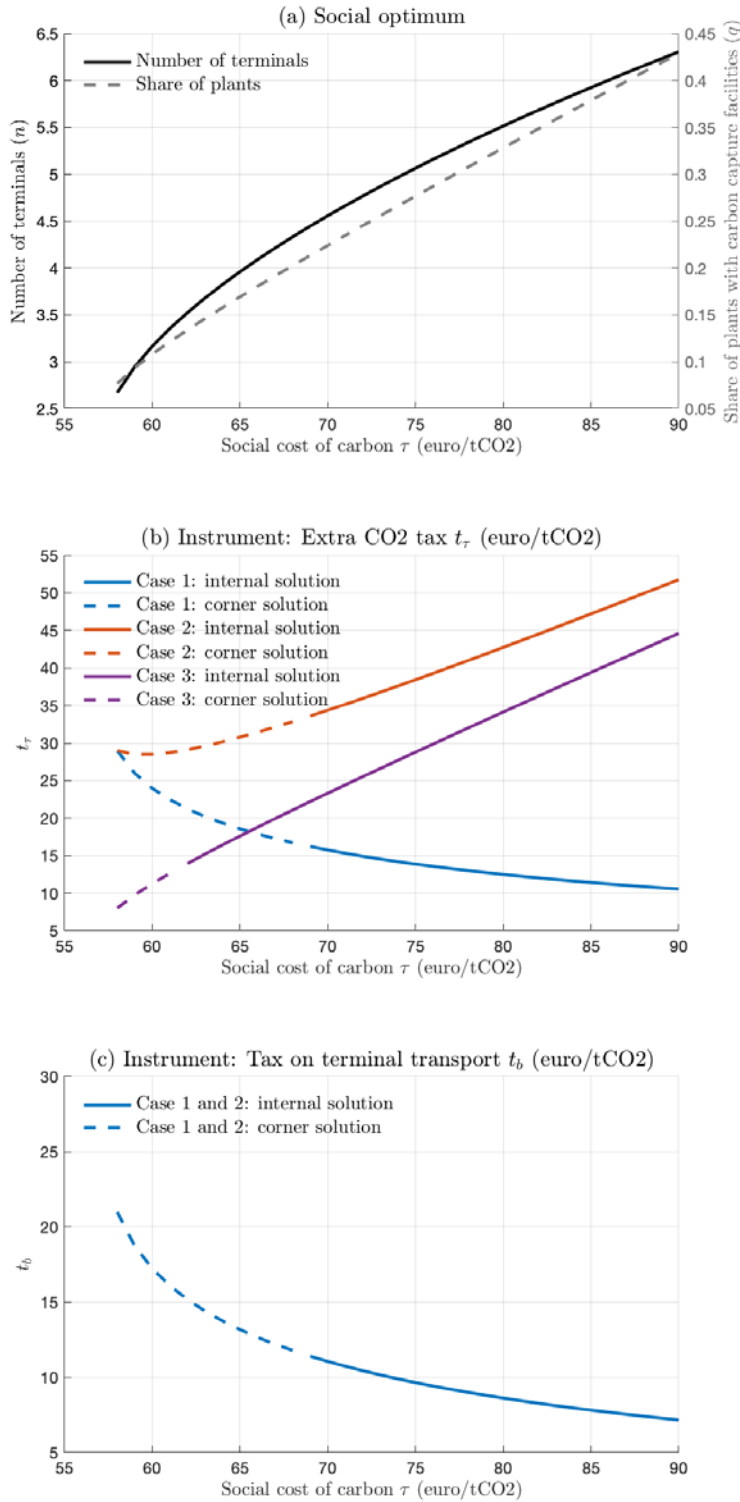 (a) Social optimum
Number of terminals (n)
6.5
6
5.5
5
4.5
4
3.5
3
2.5
Number of terminals
Share of plants
0.45
0.4
0.35
0.3
0.25
0.2
0.15
0.1
0.05
Share of plants with carbon capture facilities (q)
55 60 65 70 75 80 85 90
Social cost of carbon τ (euro/tCO2)
(b) Instrument: Extra CO2 tax t_τ (euro/tCO2)
t_τ
55
50
45
40
35
30
25
20
15
10
5
Case 1: internal solution
Case 1: corner solution
Case 2: internal solution
Case 2: corner solution
Case 3: internal solution
Case 3: corner solution
55 60 65 70 75 80 85 90
Social cost of carbon τ (euro/tCO2)
(c) Instrument: Tax on terminal transport t_b (euro/tCO2)
t_b
30
25
20
15
10
5
Case 1 and 2: internal solution
Case 1 and 2: corner solution
55 60 65 70 75 80 85 90
Social cost of carbon τ (euro/tCO2)